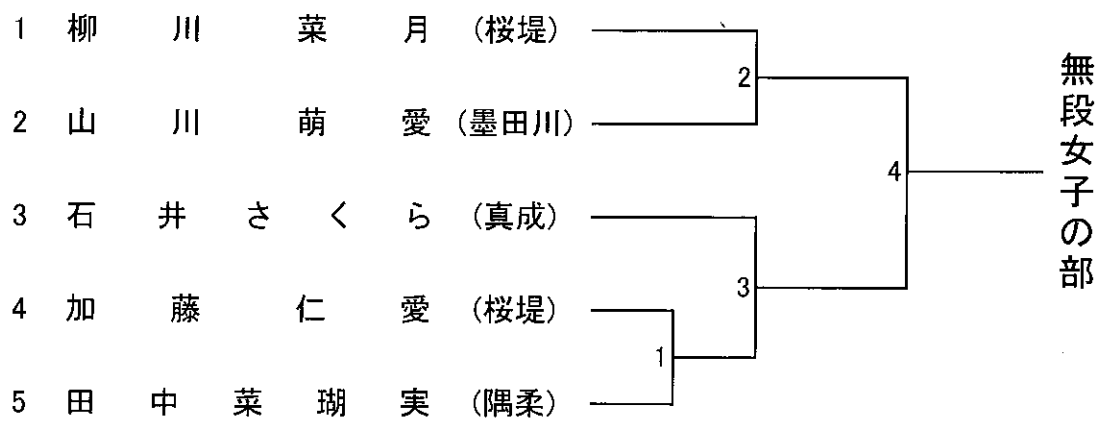 1 柳川菜月 (桜堤)
2 山川萌愛 (墨田川)
3 石井さくら (真成)
4 加藤仁愛 (桜堤)
5 田中菜瑚実 (隅柔)
2
3
1
4
無段女子の部